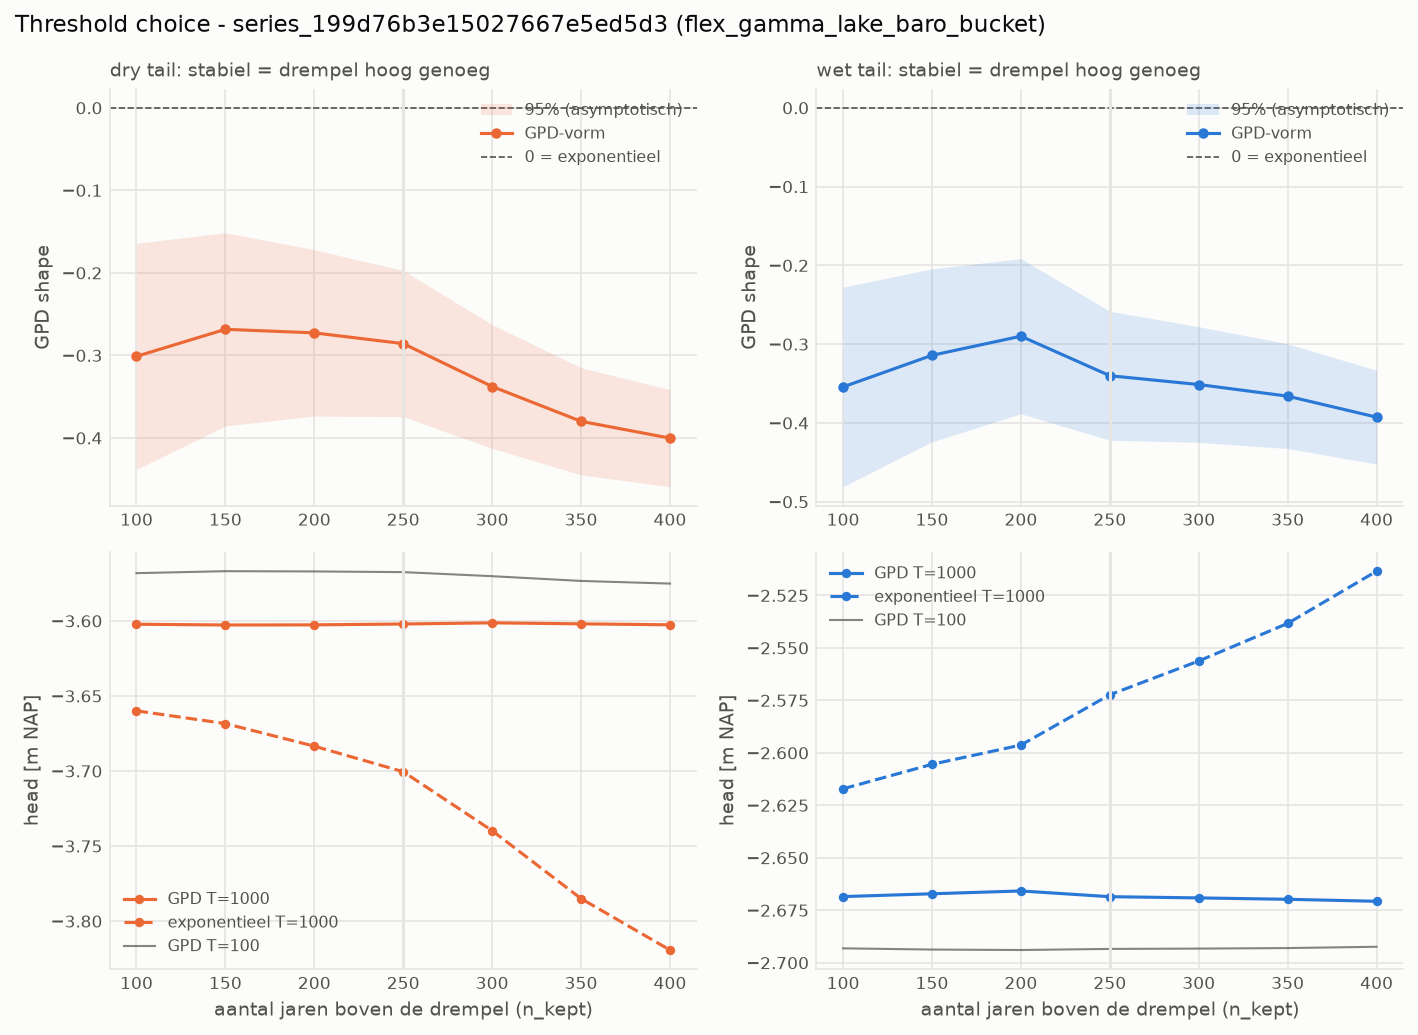 Threshold choice - series_199d76b3e15027667e5ed5d3 (flex_gamma_lake_baro_bucket)
dry tail: stabiel = drempel hoog genoeg
0.0
−0.1
−0.2
−0.3
−0.4
GPD shape
95% (asymptotisch)
GPD-vorm
0 = exponentieel
100 150 200 250 300 350 400
wet tail: stabiel = drempel hoog genoeg
0.0
−0.1
−0.2
−0.3
−0.4
−0.5
GPD shape
95% (asymptotisch)
GPD-vorm
0 = exponentieel
100 150 200 250 300 350 400
−3.60
−3.65
−3.70
−3.75
−3.80
head [m NAP]
GPD T=1000
exponentieel T=1000
GPD T=100
100 150 200 250 300 350 400
aantal jaren boven de drempel (n_kept)
−2.525
−2.550
−2.575
−2.600
−2.625
−2.650
−2.675
−2.700
head [m NAP]
GPD T=1000
exponentieel T=1000
GPD T=100
100 150 200 250 300 350 400
aantal jaren boven de drempel (n_kept)